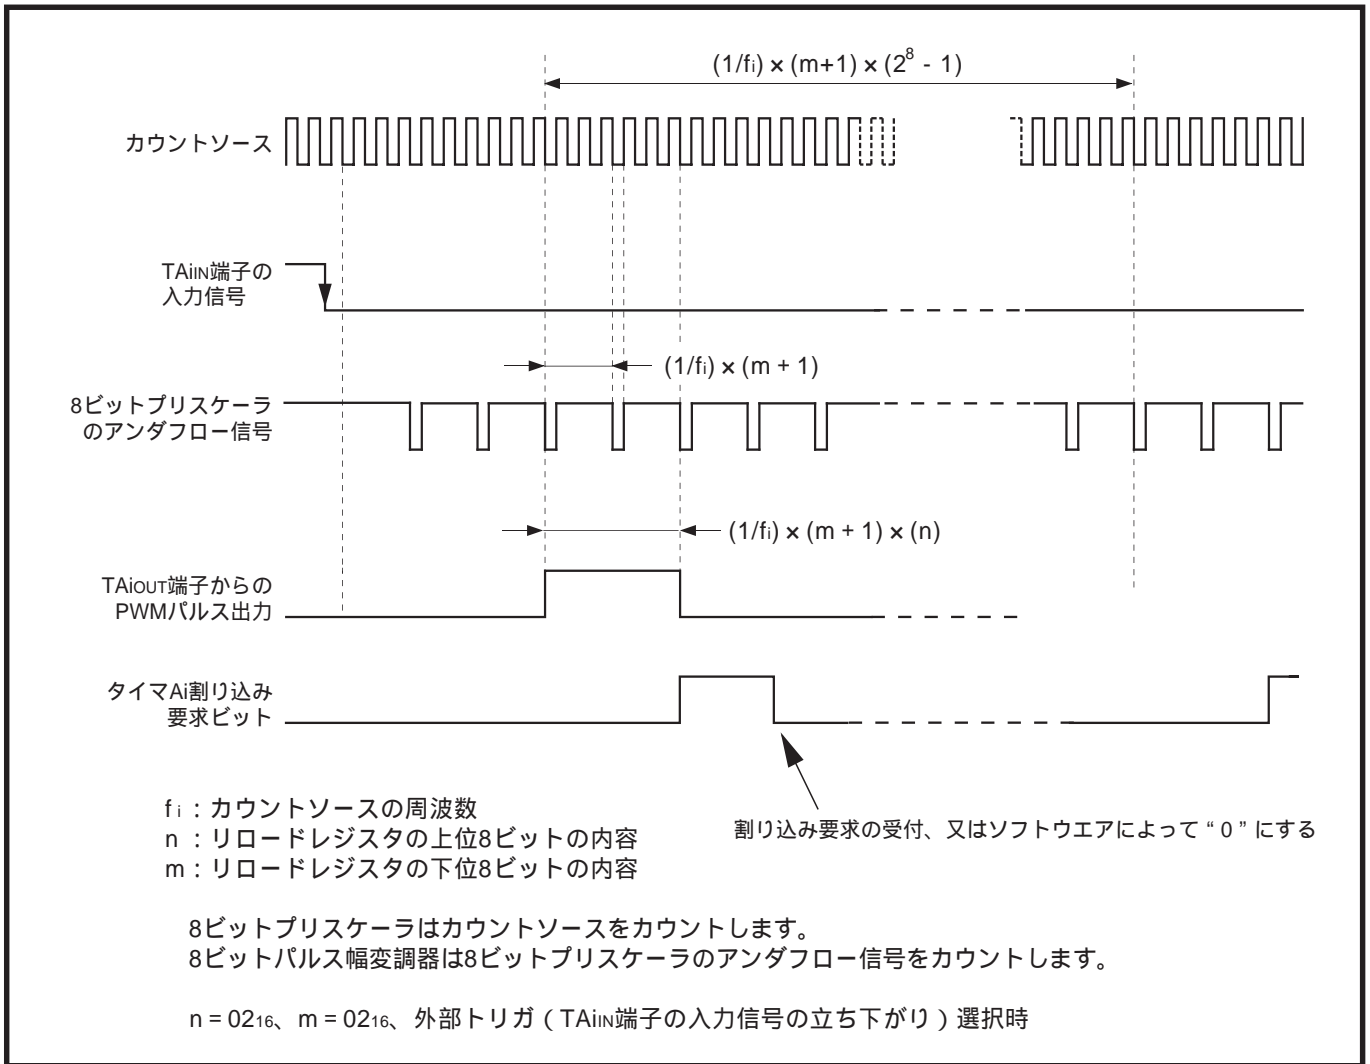 (1/fi) × (m+1) × (2⁸ - 1)
カウントソース
TAiIN端子の
入力信号
(1/fi) × (m + 1)
8ビットプリスケーラ
のアンダフロー信号
(1/fi) × (m + 1) × (n)
TAiOUT端子からの
PWMパルス出力
タイマAi割り込み
要求ビット
fi : カウントソースの周波数
n : リロードレジスタの上位8ビットの内容
m : リロードレジスタの下位8ビットの内容
割り込み要求の受付、又はソフトウエアによって“0”にする
8ビットプリスケーラはカウントソースをカウントします。
8ビットパルス幅変調器は8ビットプリスケーラのアンダフロー信号をカウントします。
n = 0216、m = 0216、外部トリガ(TAiIN端子の入力信号の立ち下がり)選択時